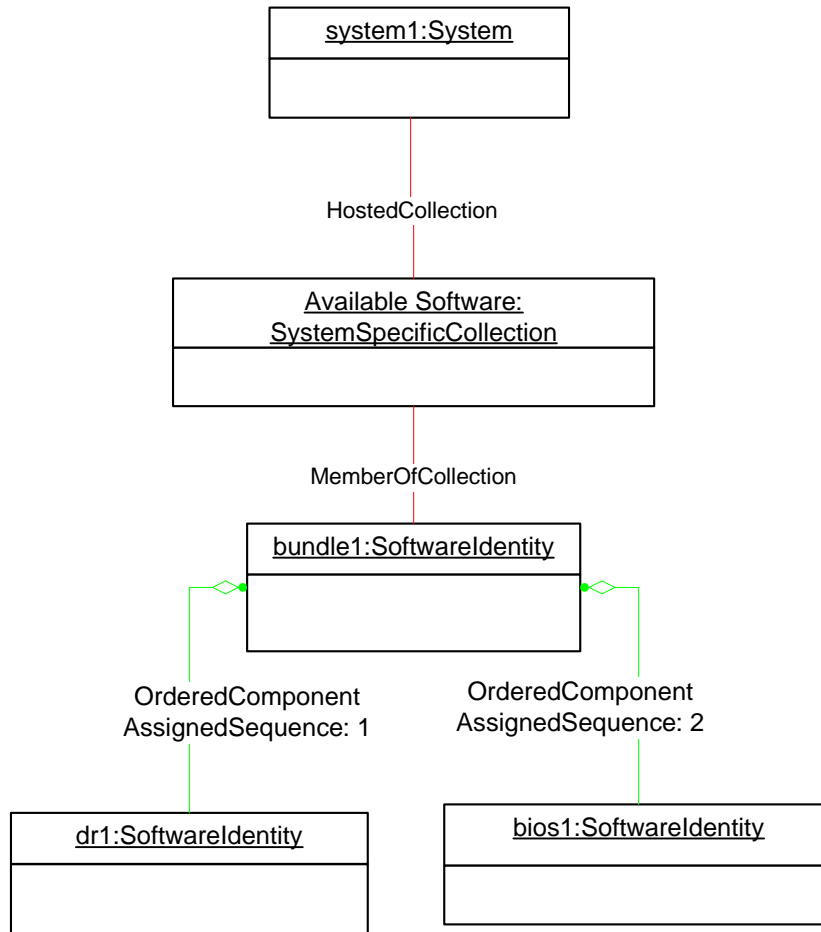 system1:System
HostedCollection
Available Software:
SystemSpecificCollection
MemberOfCollection
bundle1:SoftwareIdentity
OrderedComponent
AssignedSequence: 1
OrderedComponent
AssignedSequence: 2
dr1:SoftwareIdentity
bios1:SoftwareIdentity